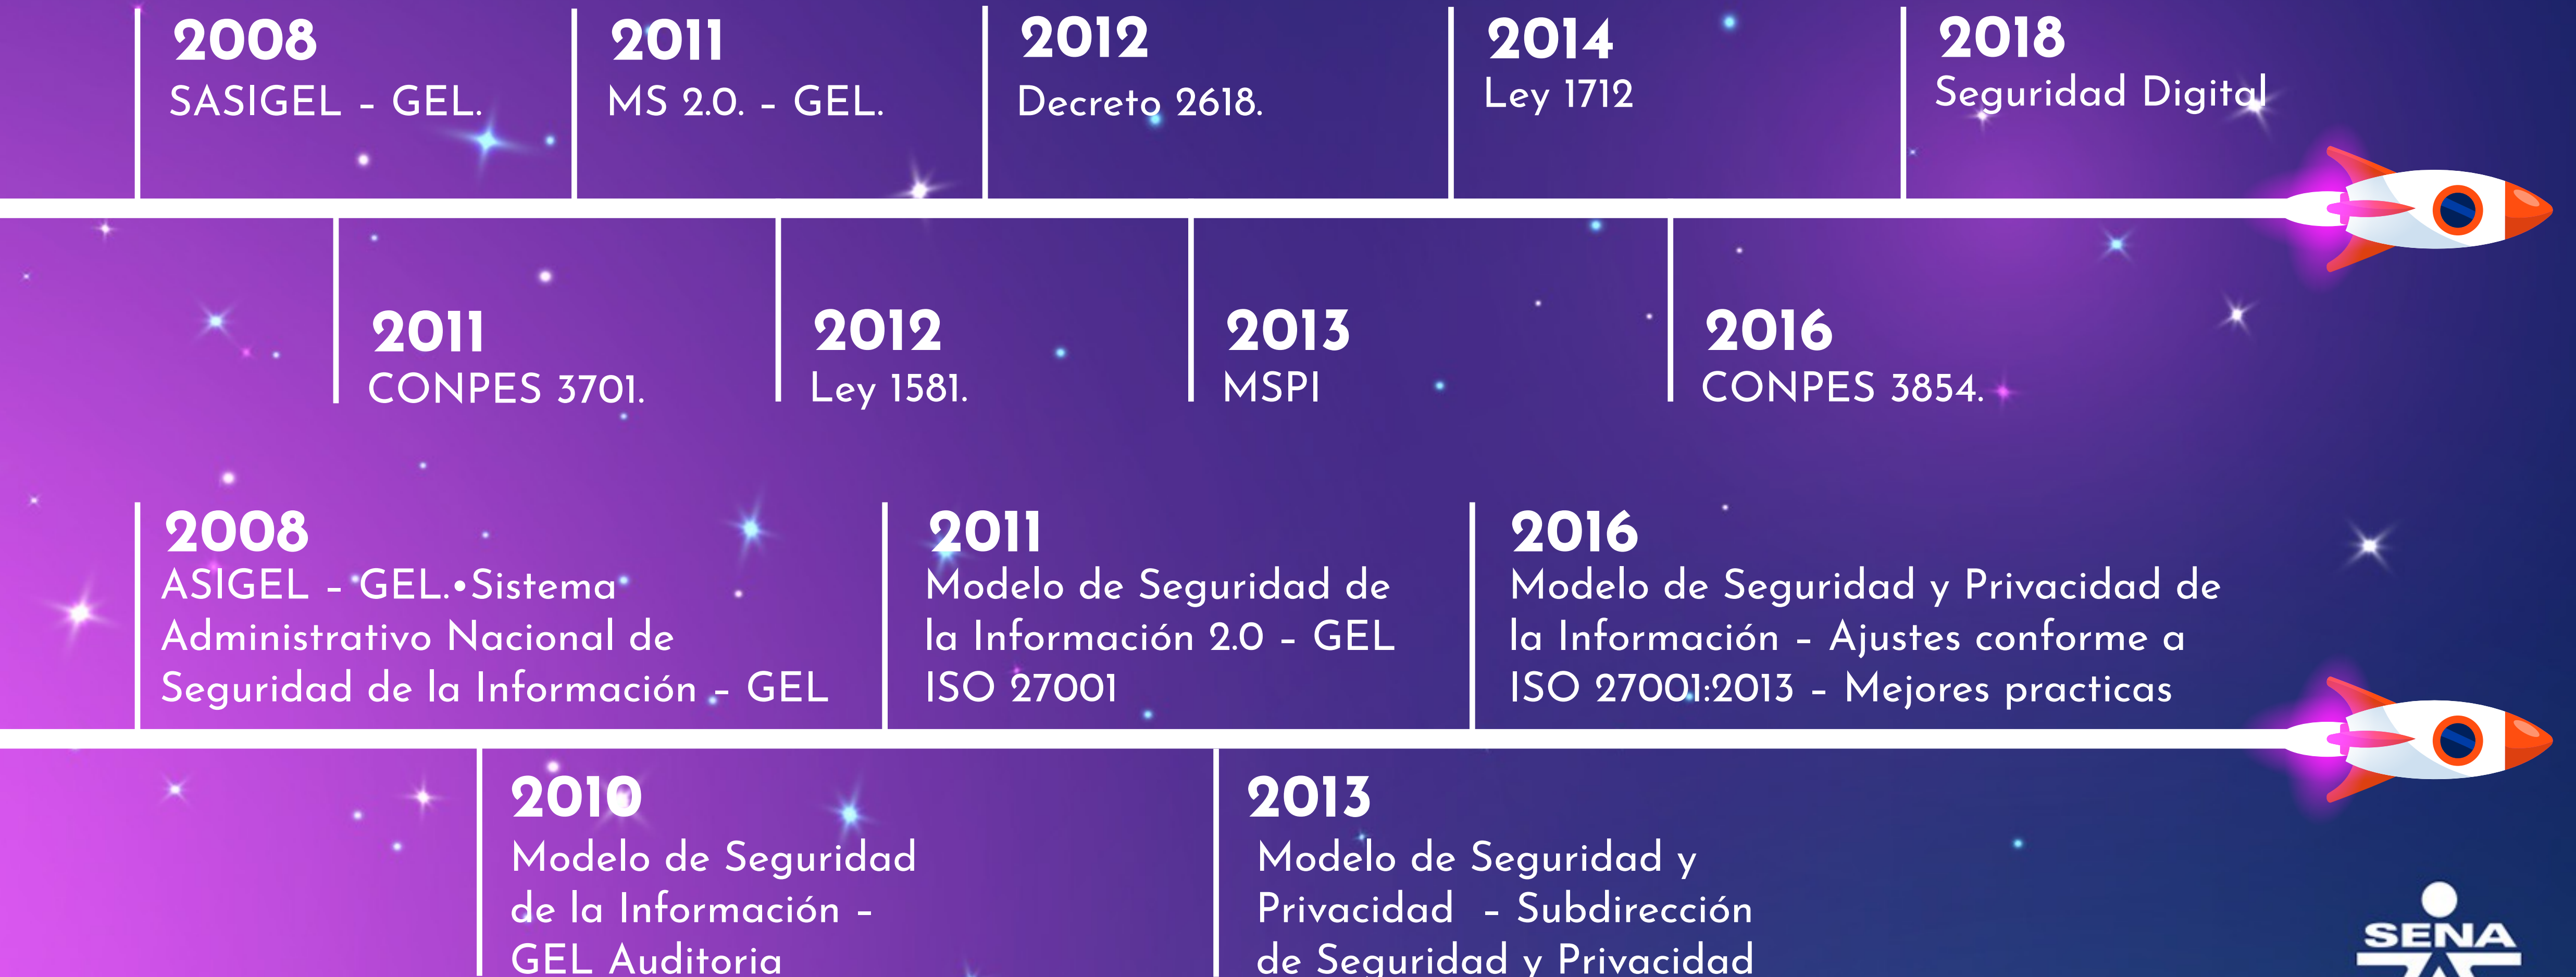 2008
SASIGEL – GEL.
2011
MS 2.0. – GEL.
2012
Decreto 2618.
2014
Ley 1712
2018
Seguridad Digital
2011
CONPES 3701.
2012
Ley 1581.
2013
MSPI
2016
CONPES 3854.
2008
ASIGEL – GEL.•Sistema
Administrativo Nacional de
Seguridad de la Información – GEL
2011
Modelo de Seguridad de
la Información 2.0 – GEL
ISO 27001
2016
Modelo de Seguridad y Privacidad de
la Información – Ajustes conforme a
ISO 27001:2013 – Mejores practicas
2010
Modelo de Seguridad
de la Información –
GEL Auditoria
2013
Modelo de Seguridad y
Privacidad – Subdirección
de Seguridad y Privacidad
SENA